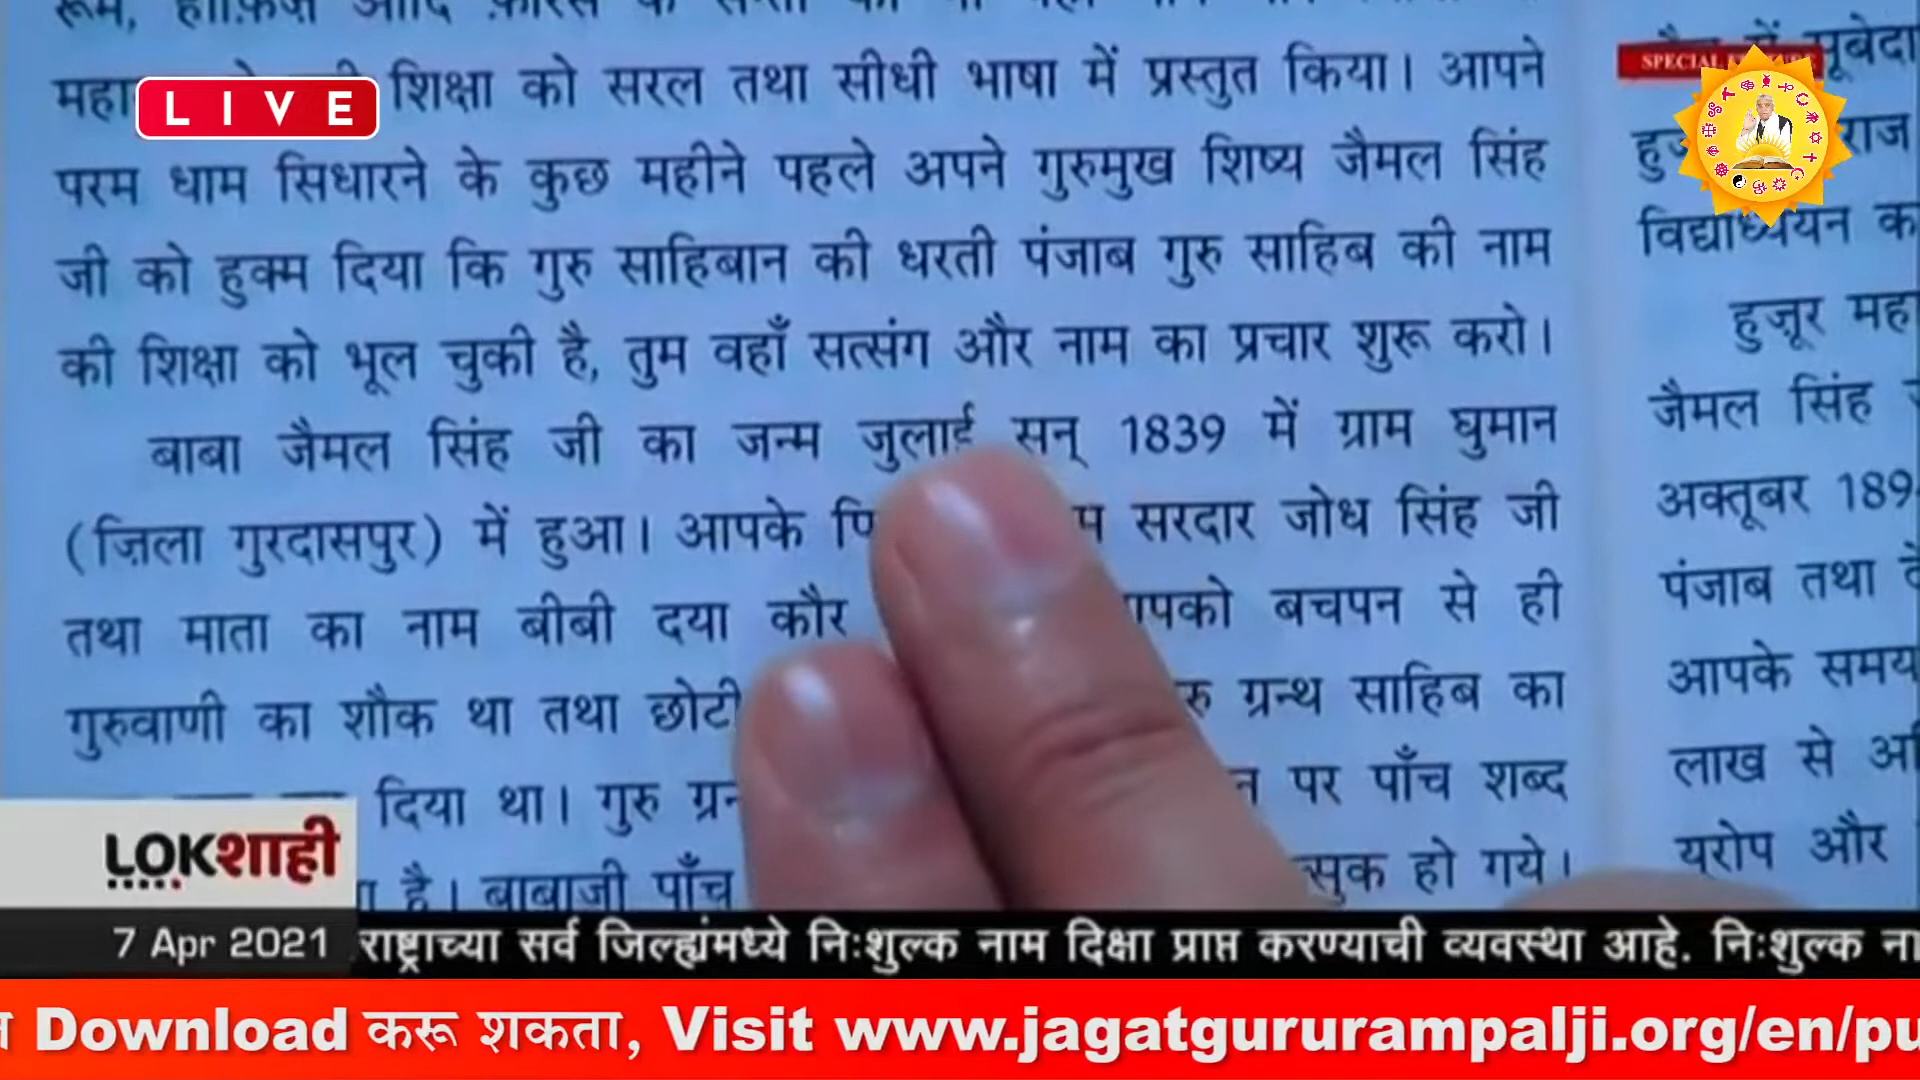 महा
शिक्षा को सरल तथा सीधी भाषा में प्रस्तुत किया। आपने
परम धाम सिधारने के कुछ महीने पहले अपने गुरुमुख शिष्य जैमल सिंह
जी को हुक्म दिया कि गुरु साहिबान की धरती पंजाब गुरु साहिब की नाम
की शिक्षा को भूल चुकी है, तुम वहाँ सत्संग और नाम का प्रचार शुरू करो।
बाबा जैमल सिंह जी का जन्म जुलाई सन् 1839 में ग्राम घुमान
(ज़िला गुरदासपुर) में हुआ। आपके सरदार जोध सिंह जी
तथा माता का नाम बीबी दया कौर बचपन से ही
गुरुवाणी का शौक था तथा छोटी ग्रन्थ साहिब का
दिया था। गुरु पर पाँच शब्द
है। बाबाजी पाँच हो गये।
LIVE
SPECIAL
विद्याध्ययन
हुज़ूर
जैमल सिंह
अक्तूबर 189
पंजाब तथा
आपके समय
लाख से
यूरोप और
LOKशाही
7 Apr 2021
राष्ट्राच्या सर्व जिल्ह्यंमध्ये निःशुल्क नाम दिक्षा प्राप्त करण्याची व्यवस्था आहे. निःशुल्क ना
Download करू शकता, Visit www.jagatgururampalji.org/en/pu